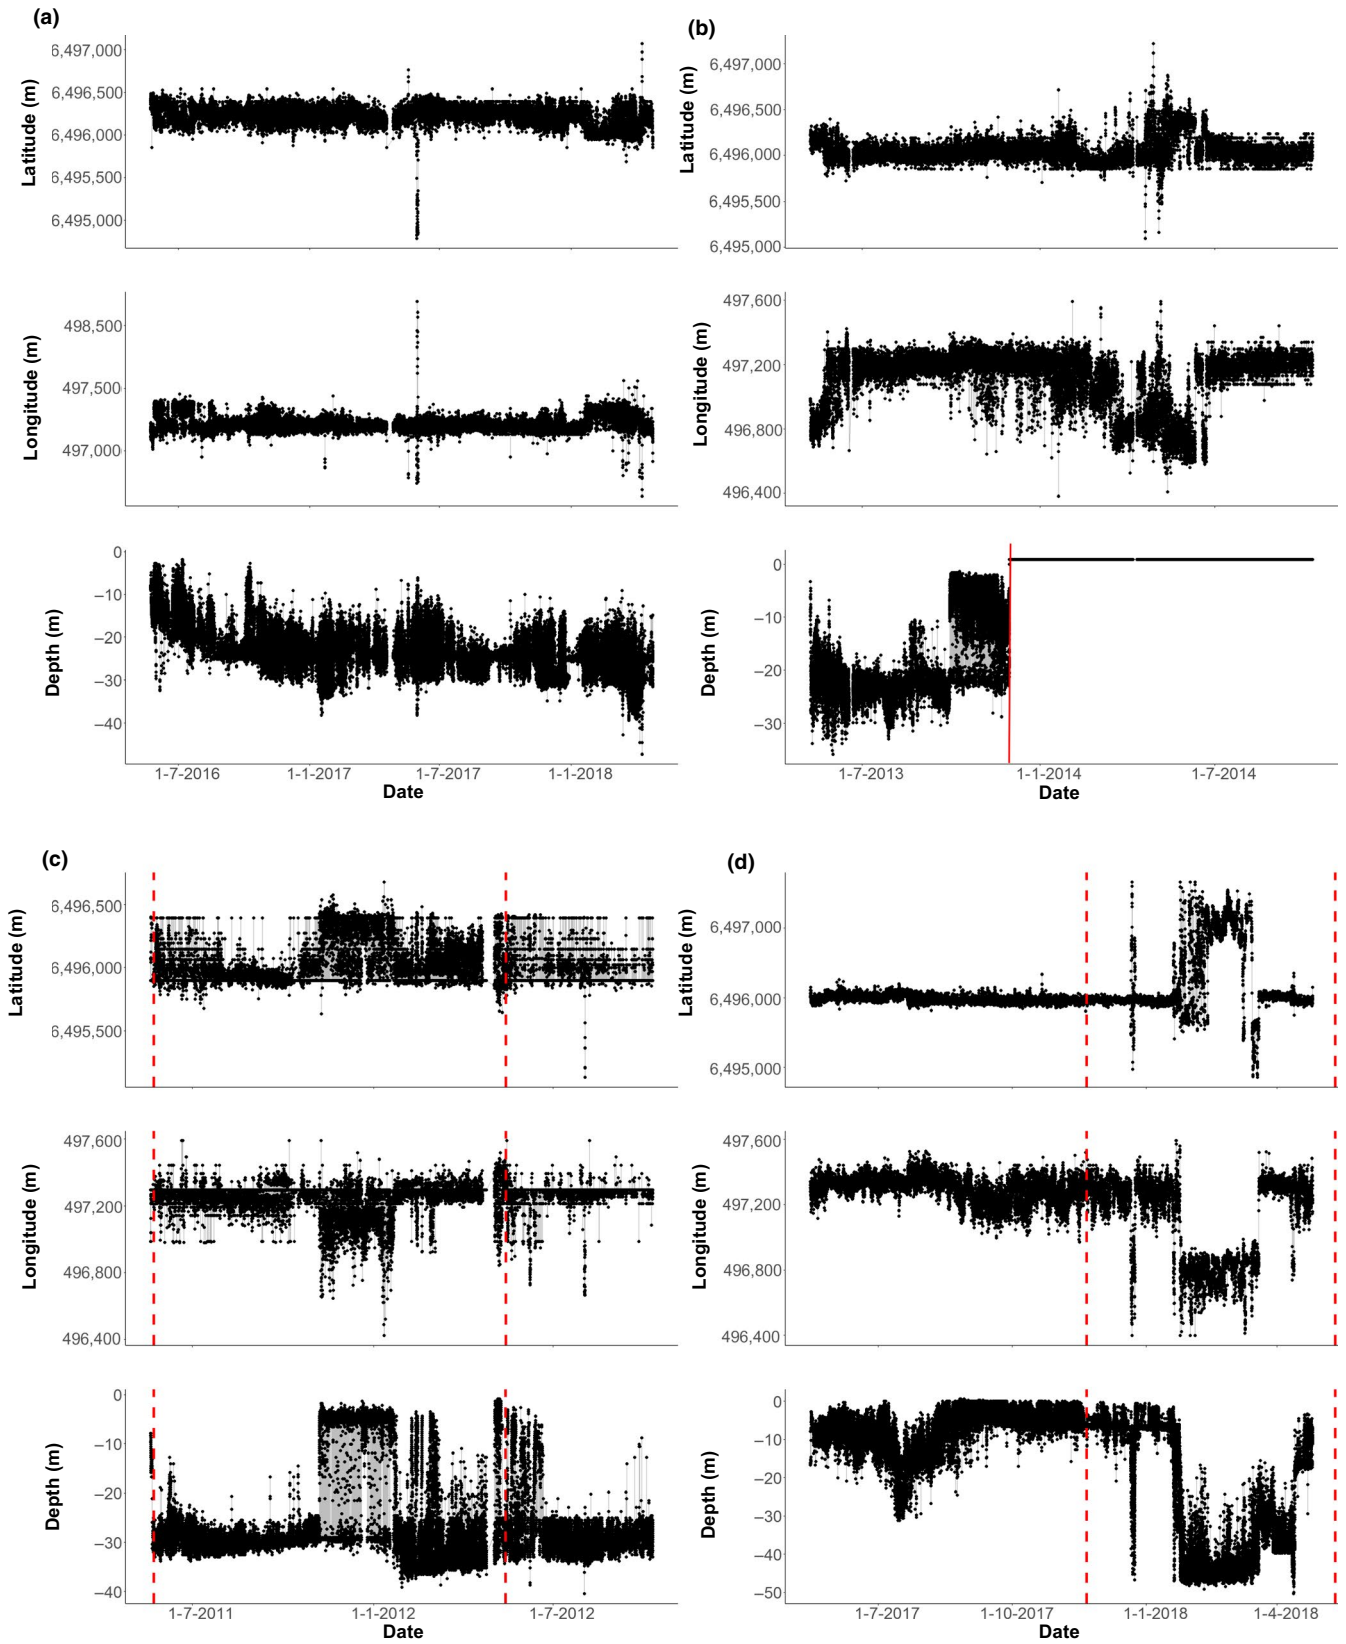 (a)
Latitude (m)
6,497,000
6,496,500
6,496,000
6,495,500
6,495,000
Longitude (m)
498,500
497,500
497,000
Depth (m)
0
−10
−20
−30
−40
1-7-2016 1-1-2017 1-7-2017 1-1-2018
Date
(b)
Latitude (m)
6,497,000
6,496,500
6,496,000
6,495,500
6,495,000
Longitude (m)
497,600
497,200
496,800
496,400
Depth (m)
0
−10
−20
−30
1-7-2013 1-1-2014 1-7-2014
Date
(c)
Latitude (m)
6,496,500
6,496,000
6,495,500
Longitude (m)
497,600
497,200
496,800
496,400
Depth (m)
0
−10
−20
−30
−40
1-7-2011 1-1-2012 1-7-2012
Date
(d)
Latitude (m)
6,497,000
6,496,000
6,495,000
Longitude (m)
497,600
497,200
496,800
496,400
Depth (m)
0
−10
−20
−30
−40
−50
1-7-2017 1-10-2017 1-1-2018 1-4-2018
Date